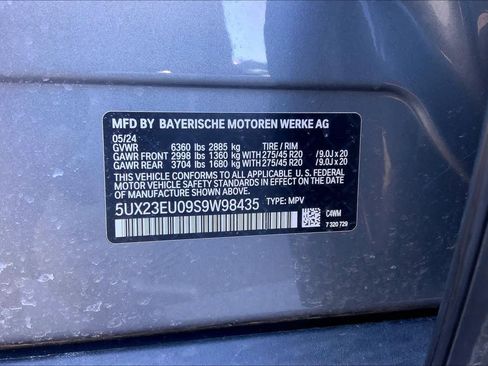 MFD BY BAYERISCHE MOTOREN WERKE AG
05/24
GVWR 6360 lbs 2885 kg TIRE / RIM
GAWR FRONT 2998 lbs 1360 kg WITH 275/45 R20 / 9.0J x 20
GAWR REAR 3704 lbs 1680 kg WITH 275/45 R20 / 9.0J x 20
THIS VEHICLE CONFORMS TO ALL APPLICABLE U. S. FEDERAL
MOTOR VEHICLE SAFETY STANDARDS IN EFFECT ON THE DATE
OF MANUFACTURE SHOWN ABOVE.
5UX23EU09S9W98435 TYPE: MPV
C4WM
7 320 729